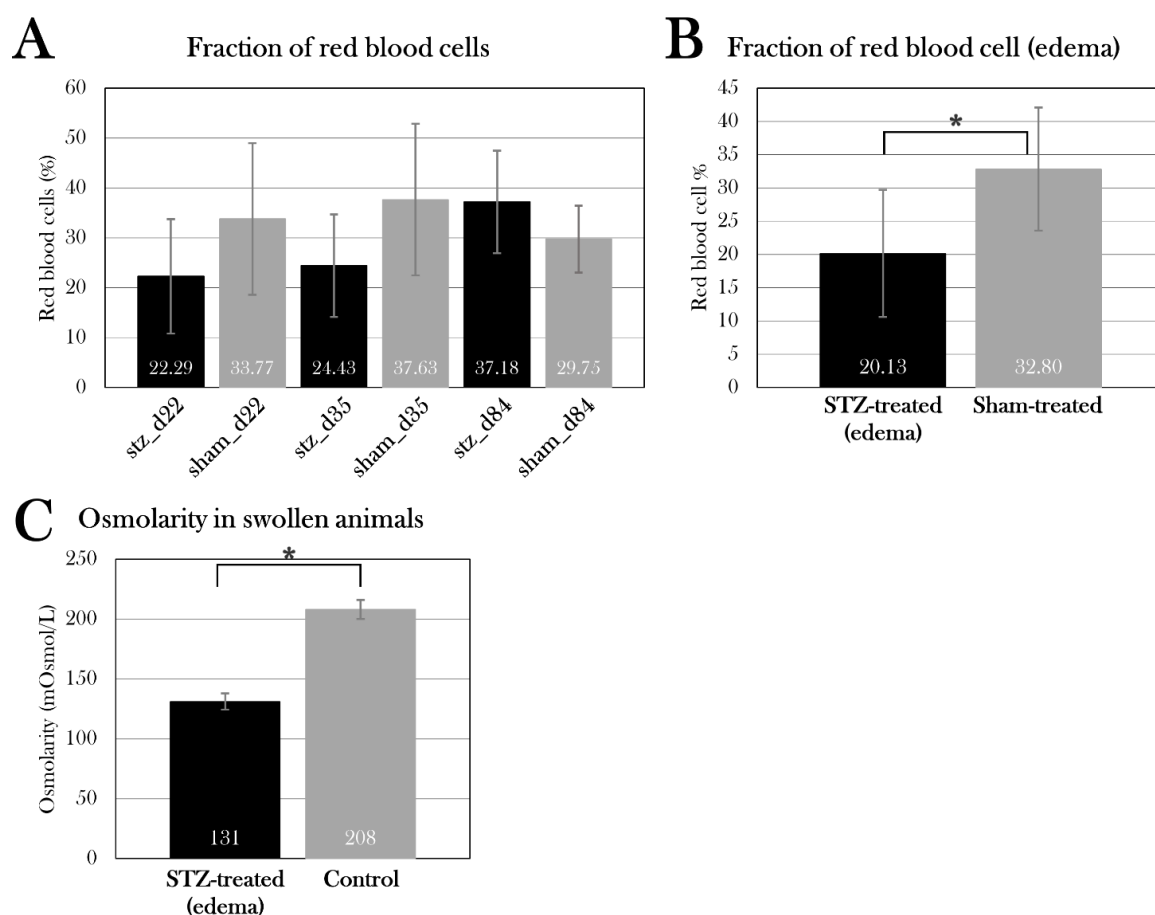 A
Fraction of red blood cells
Red blood cells (%)
60
50
40
30
20
10
0
22.29
33.77
24.43
37.63
37.18
29.75
stz_d22
sham_d22
stz_d35
sham_d35
stz_d84
sham_d84
B
Fraction of red blood cell (edema)
Red blood cell %
45
40
35
30
25
20
15
10
5
0
*
20.13
32.80
STZ-treated
(edema)
Sham-treated
C
Osmolarity in swollen animals
Osmolarity (mOsmol/L)
250
200
150
100
50
0
*
131
208
STZ-treated
(edema)
Control